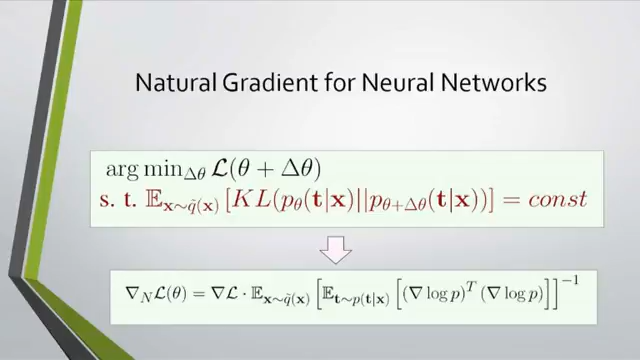 Natural Gradient for Neural Networks
arg min_{Δθ} 𝓛(θ + Δθ)
s. t. 𝔼_{𝐱∼q̃(𝐱)} [KL(p_θ(𝐭|𝐱)||p_{θ+Δθ}(𝐭|𝐱))] = const
∇_N 𝓛(θ) = ∇𝓛 · 𝔼_{𝐱∼q̃(𝐱)} [𝔼_{𝐭∼p(𝐭|𝐱)} [(∇ log p)^T (∇ log p)]]^{−1}